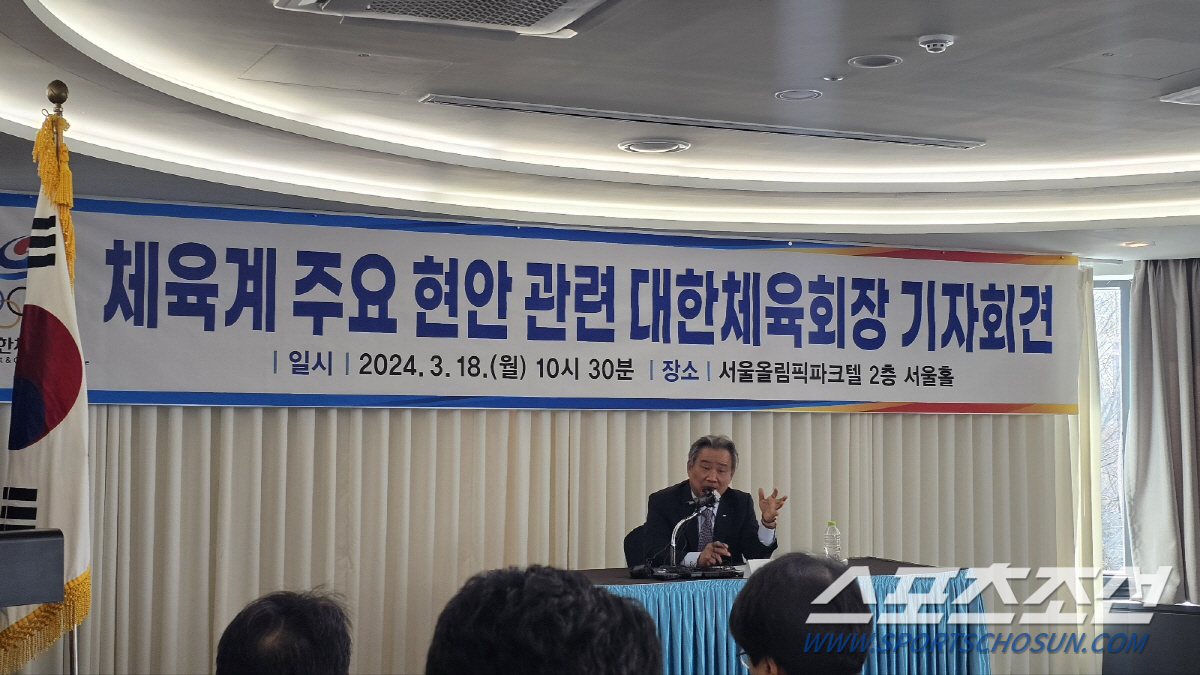 체육계 주요 현안 관련 대한체육회장 기자회견
| 일시 | 2024. 3. 18.(월) 10시 30분 | 장소 | 서울올림픽파크텔 2층 서울홀
스포츠조선
WWW.SPORTSCHOSUN.COM